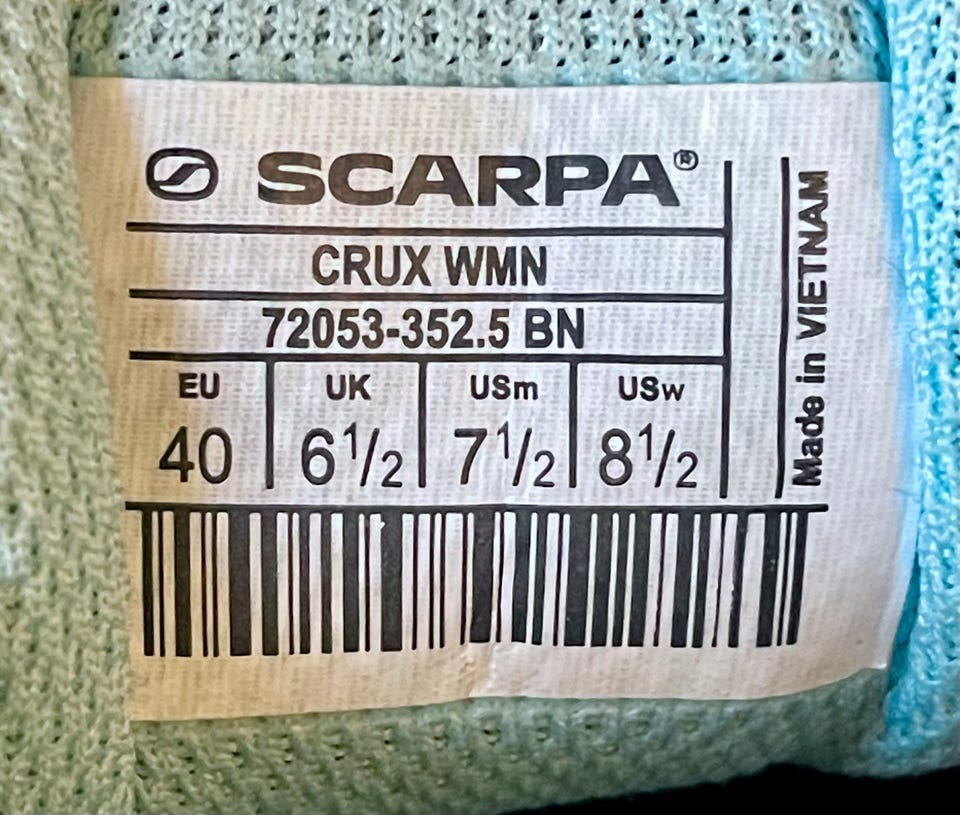 SCARPA®
CRUX WMN
72053-352.5 BN
EU UK USm USw
40 6 1/2 7 1/2 8 1/2
Made in VIETNAM